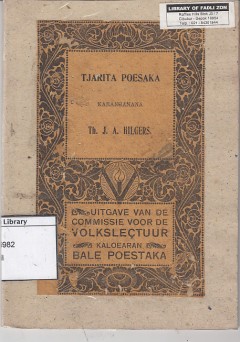 LIBRARY OF FADLI ZON
TJARITA POESAKA
KARANGANANA
Th. J. A. HILGERS.
Library
982
8
UITGAVE VAN DE
COMMISSIE VOOR DE
VOLKSLECTUUR
KALOEARAN
BALE POESTAKA